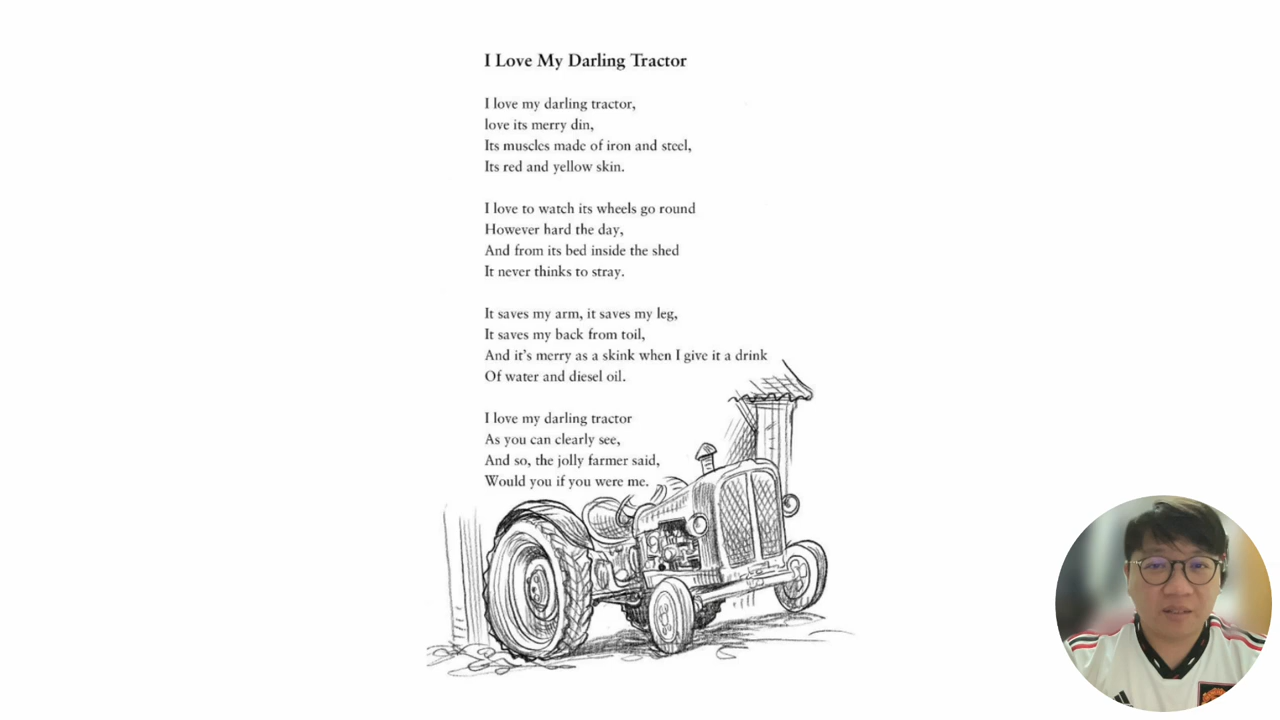 I Love My Darling Tractor
I love my darling tractor,
love its merry din,
Its muscles made of iron and steel,
Its red and yellow skin.
I love to watch its wheels go round
However hard the day,
And from its bed inside the shed
It never thinks to stray.
It saves my arm, it saves my leg,
It saves my back from toil,
And it's merry as a skink when I give it a drink
Of water and diesel oil.
I love my darling tractor
As you can clearly see,
And so, the jolly farmer said,
Would you if you were me.